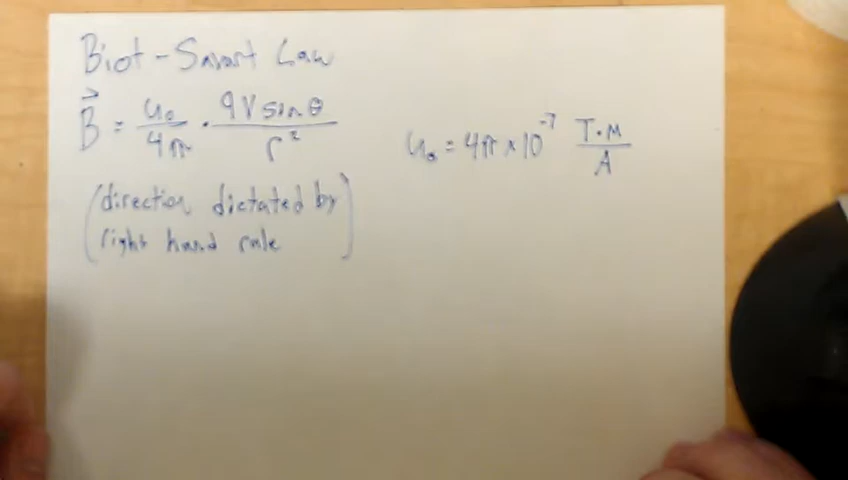 Biot-Savart Law
B⃗ = u₀/4π · qV sin θ/r²
u₀ = 4π × 10⁻⁷ T·M/A
(direction dictated by
right hand rule)